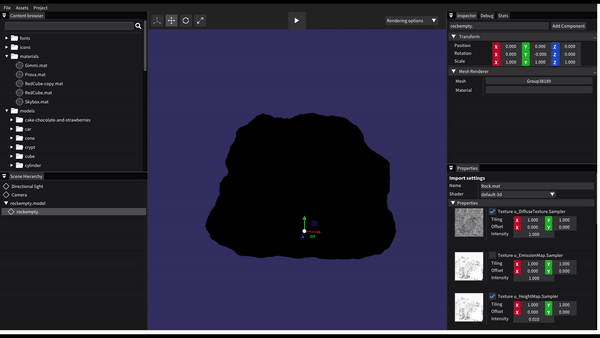 File Assets Project
Content browser
fonts
icons
materials
Gimmi.mat
Prova.mat
RedCube-copy.mat
RedCube.mat
Skybox.mat
models
cake-chocolate-and-strawberries
car
cone
crypt
cube
cylinder
Scene Hierarchy
Directional light
Camera
rockempty.model
rockempty.
Rendering options
Inspector Debug Stats
rockempty. Add Component
Transform
Position X 0.000 Y 0.000 Z 0.000
Rotation X 0.000 Y -0.000 Z 0.000
Scale X 1.000 Y 1.000 Z 1.000
Mesh Renderer
Mesh Group36189
Material
Properties
Import settings
Name Rock.mat
Shader default-3d
Properties
Texture u_DiffuseTexture.Sampler
Tiling X 1.000 Y 1.000
Offset X 0.000 Y 0.000
Intensity 1.000
Texture u_EmissionMap.Sampler
Tiling X 1.000 Y 1.000
Offset X 0.000 Y 0.000
Intensity
Texture u_HeightMap.Sampler
Tiling X 1.000 Y 1.000
Offset X 0.000 Y 0.000
Intensity 0.010